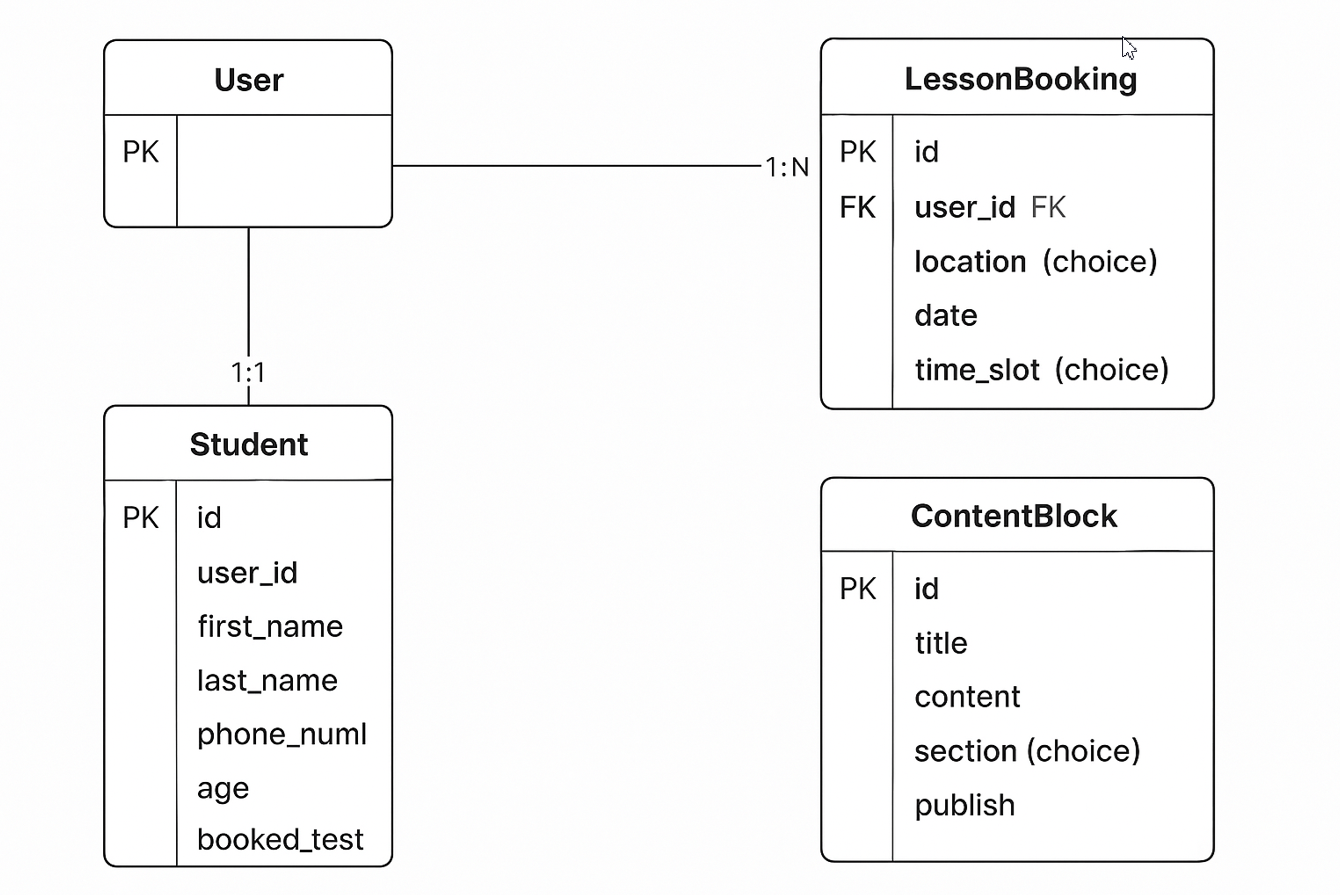 User
PK
1:N
LessonBooking
PK id
FK user_id FK
location (choice)
date
time_slot (choice)
1:1
Student
PK id
user_id
first_name
last_name
phone_numl
age
booked_test
ContentBlock
PK id
title
content
section (choice)
publish